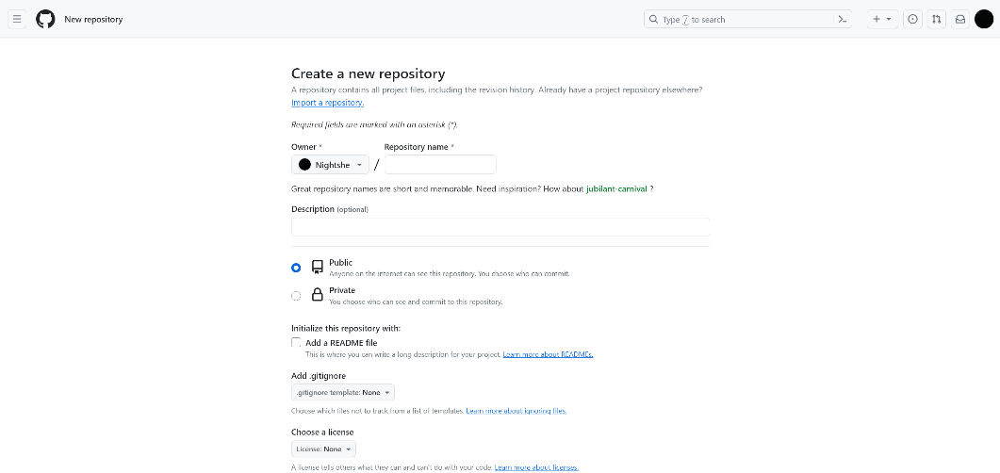 New repository
Type / to search
Create a new repository
A repository contains all project files, including the revision history. Already have a project repository elsewhere?
Import a repository.
Required fields are marked with an asterisk (*).
Owner *
Repository name *
Nightshe
/
Great repository names are short and memorable. Need inspiration? How about jubilant-carnival ?
Description (optional)
Public
Anyone on the internet can see this repository. You choose who can commit.
Private
You choose who can see and commit to this repository.
Initialize this repository with:
Add a README file
This is where you can write a long description for your project. Learn more about READMEs.
Add .gitignore
.gitignore template: None
Choose which files not to track from a list of templates. Learn more about ignoring files.
Choose a license
License: None
A license tells others what they can and can't do with your code. Learn more about licenses.